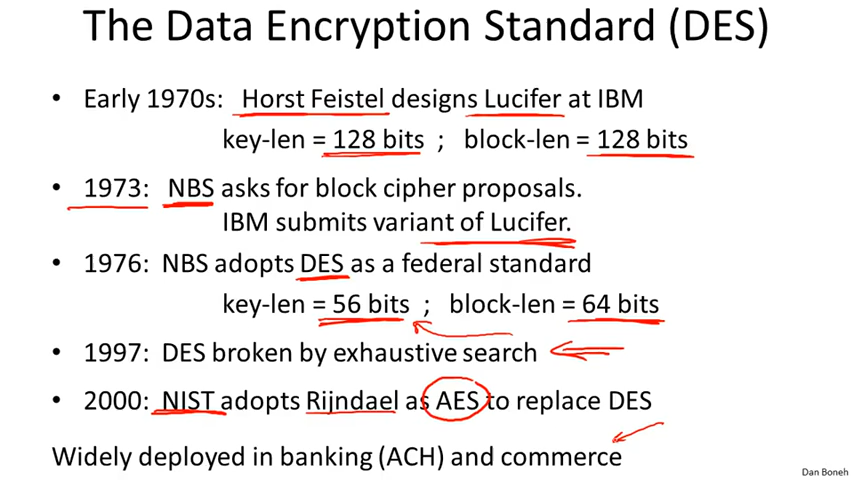 The Data Encryption Standard (DES)
• Early 1970s: Horst Feistel designs Lucifer at IBM
key-len = 128 bits ; block-len = 128 bits
• 1973: NBS asks for block cipher proposals.
IBM submits variant of Lucifer.
• 1976: NBS adopts DES as a federal standard
key-len = 56 bits ; block-len = 64 bits
• 1997: DES broken by exhaustive search
• 2000: NIST adopts Rijndael as AES to replace DES
Widely deployed in banking (ACH) and commerce
Dan Boneh